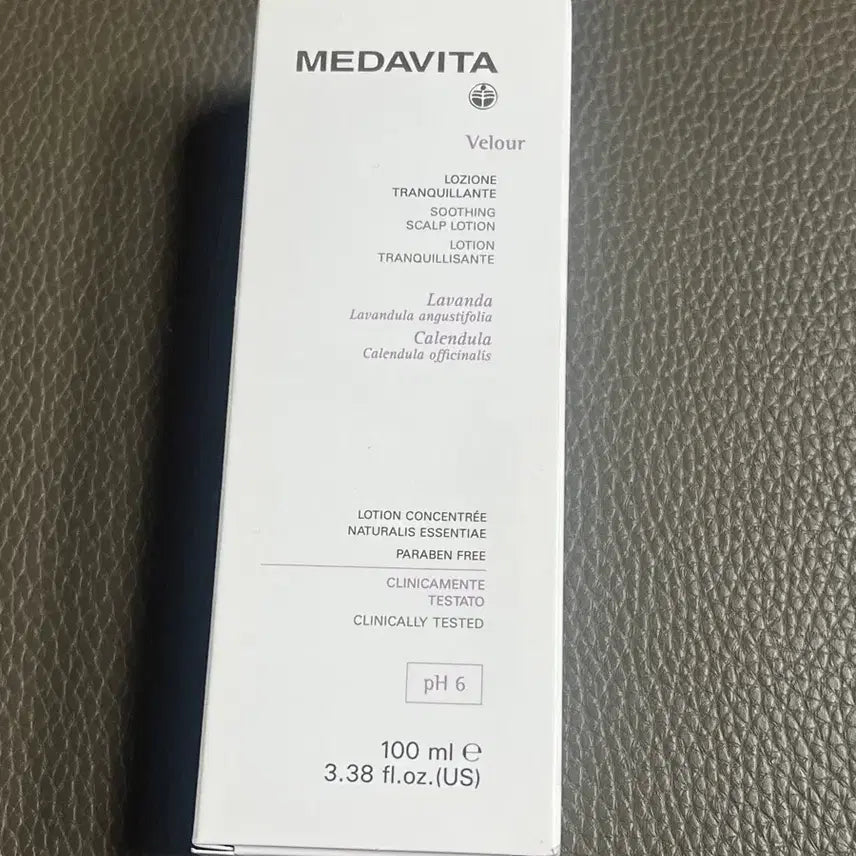 MEDAVITA
Velour
LOZIONE
TRANQUILLANTE
SOOTHING
SCALP LOTION
LOTION
TRANQUILLISANTE
Lavanda
Lavandula angustifolia
Calendula
Calendula officinalis
LOTION CONCENTRÉE
NATURALIS ESSENTIAE
PARABEN FREE
CLINICAMENTE
TESTATO
CLINICALLY TESTED
pH 6
100 ml ℮
3.38 fl.oz.(US)